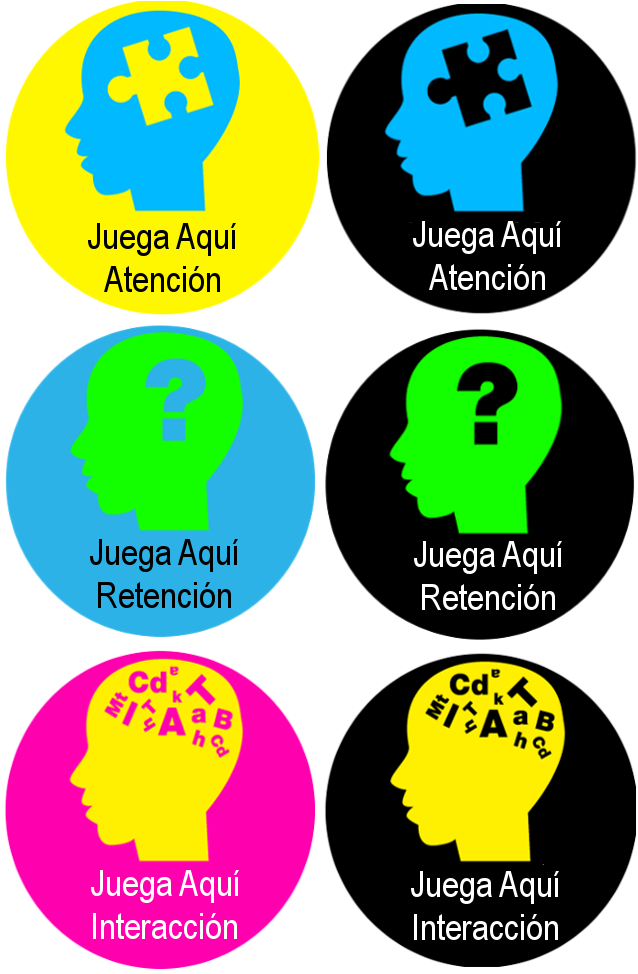 Juega Aquí
Atención
Juega Aquí
Atención
?
Juega Aquí
Retención
?
Juega Aquí
Retención
Mt Cd a k T
I T y A a B
h Cd
Juega Aquí
Interacción
Mt Cd a k T
I T y A a B
h Cd
Juega Aquí
Interacción